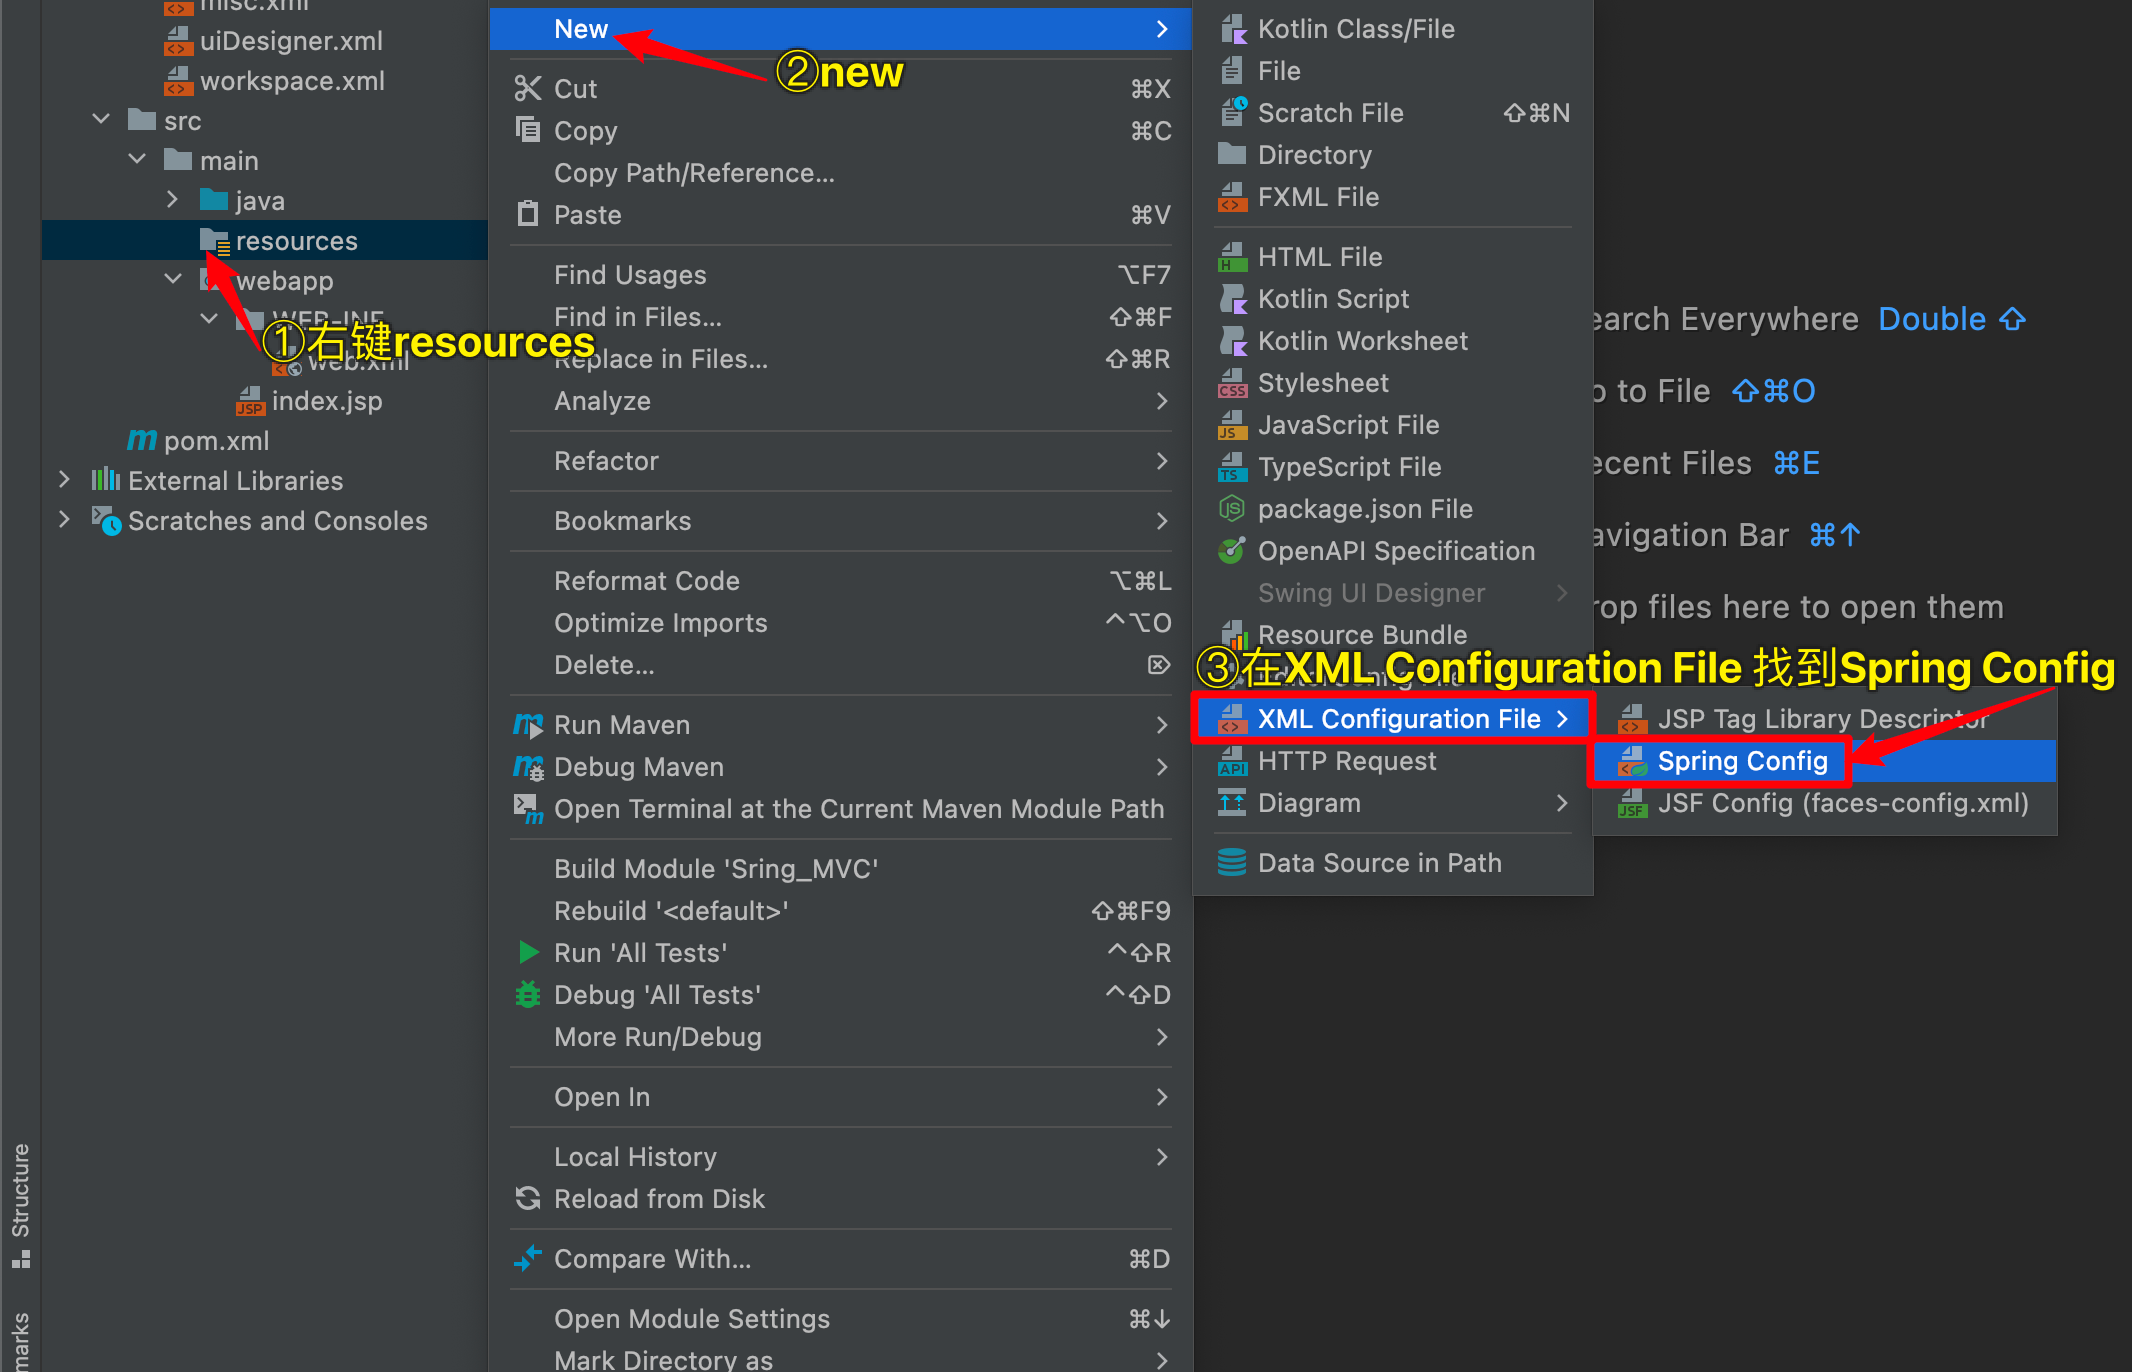 misc.xml
uiDesigner.xml
workspace.xml
src
main
java
resources
webapp
WEB-INF
①右键resources
web.xml
index.jsp
pom.xml
External Libraries
Scratches and Consoles
Structure
New
②new
Cut ⌘X
Copy ⌘C
Copy Path/Reference...
Paste ⌘V
Find Usages ⌥F7
Find in Files... ⇧⌘F
Replace in Files... ⇧⌘R
Analyze
Refactor
Bookmarks
Reformat Code ⌥⌘L
Optimize Imports ^⌥O
Delete... ⌦
Run Maven
Debug Maven
Open Terminal at the Current Maven Module Path
Build Module 'Sring_MVC'
Rebuild '<default>' ⇧⌘F9
Run 'All Tests' ^⇧R
Debug 'All Tests' ^⇧D
More Run/Debug
Open In
Local History
Reload from Disk
Compare With... ⌘D
Open Module Settings ⌘↓
Mark Directory as
Kotlin Class/File
File
Scratch File ⇧⌘N
Directory
FXML File
HTML File
Kotlin Script
Kotlin Worksheet
Stylesheet
JavaScript File
TypeScript File
package.json File
OpenAPI Specification
Swing UI Designer
Resource Bundle
③在XML Configuration File 找到Spring Config
XML Configuration File
HTTP Request
Diagram
Data Source in Path
JSP Tag Library Descriptor
Spring Config
JSF Config (faces-config.xml)
earch Everywhere Double ⇧
o to File ⇧⌘O
ecent Files ⌘E
avigation Bar ⌘↑
rop files here to open them